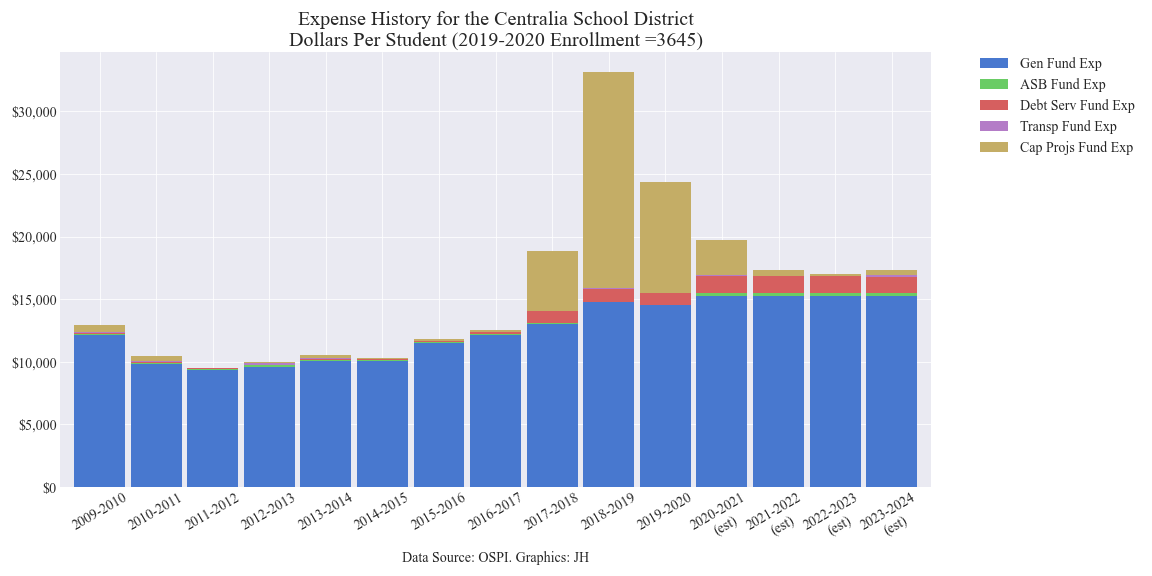 Expense History for the Centralia School District
Dollars Per Student (2019-2020 Enrollment =3645)
Gen Fund Exp
ASB Fund Exp
Debt Serv Fund Exp
Transp Fund Exp
Cap Projs Fund Exp
$30,000
$25,000
$20,000
$15,000
$10,000
$5,000
$0
2009-2010
2010-2011
2011-2012
2012-2013
2013-2014
2014-2015
2015-2016
2016-2017
2017-2018
2018-2019
2019-2020
2020-2021
(est)
2021-2022
(est)
2022-2023
(est)
2023-2024
(est)
Data Source: OSPI. Graphics: JH